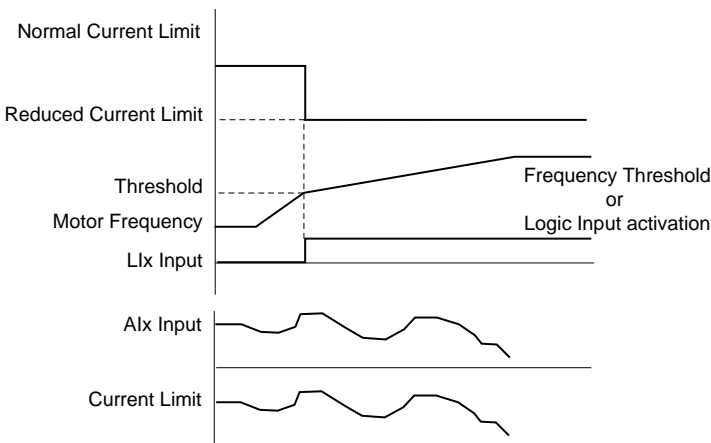 Normal Current Limit
Reduced Current Limit
Threshold
Motor Frequency
LIx Input
Frequency Threshold
or
Logic Input activation
AIx Input
Current Limit